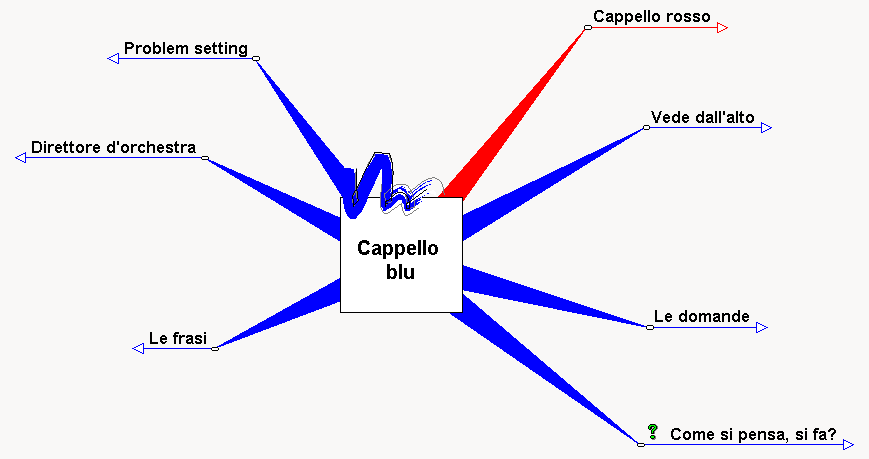 Cappello rosso
Problem setting
Vede dall'alto
Direttore d'orchestra
Cappello
blu
Le domande
Le frasi
? Come si pensa, si fa?